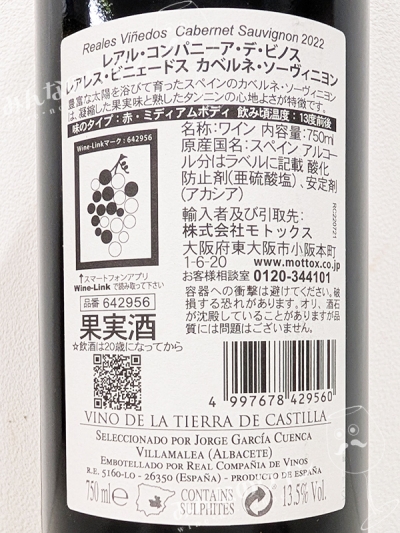 Reales Viñedos Cabernet Sauvignon 2022
レアル・コンパニーア・デ・ビノス
レアレス・ビニェードス カベルネ・ソーヴィニヨン
豊富な太陽を浴びて育ったスペインのカベルネ・ソーヴィニヨン
は、凝縮した果実味と熟したタンニンの心地よさが特徴です。
味のタイプ：赤・ミディアムボディ 飲み頃温度：13度前後
Wine-Linkマーク：642956
スマートフォンアプリ
Wine-Link で読み取って下さい
品番 642956
果実酒
☆飲酒は20歳になってから
名称：ワイン 内容量：750ml
原産国名：スペイン アルコー
ル分はラベルに記載 酸化
防止剤(亜硫酸塩)、安定剤
(アカシア)
RC220721
輸入者及び引取先：
株式会社モトックス
大阪府東大阪市小阪本町
1-6-20 www.mottox.co.jp
お客様相談室 0120-344101
容器への衝撃は避けてください。
破損する恐れがあります。オリ、酒石
が沈殿していることがありますが品
質には問題はございません。
4 997678 429560
VINO DE LA TIERRA DE CASTILLA
SELECCIONADO POR JORGE GARCÍA CUENCA
VILLAMALEA (ALBACETE)
EMBOTELLADO POR REAL COMPAÑIA DE VINOS
R.E. 5160-LO - 26350 (ESPAÑA) - PRODUCTO DE ESPAÑA
750 ml e
CONTAINS
SULPHITES
13.5% Vol.